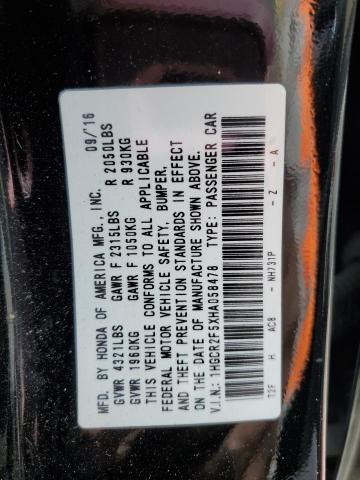 MFD. BY HONDA OF AMERICA MFG., INC. 09/16
GVWR 4321LBS GAWR F 2315LBS R 2050LBS
GVWR 1960KG GAWR F 1050KG R 930KG
THIS VEHICLE CONFORMS TO ALL APPLICABLE
FEDERAL MOTOR VEHICLE SAFETY, BUMPER,
AND THEFT PREVENTION STANDARDS IN EFFECT
ON THE DATE OF MANUFACTURE SHOWN ABOVE.
V.I.N.: 1HGCR2F5XHA058478 TYPE: PASSENGER CAR
T2F H AC8 - NH731P - Z - A